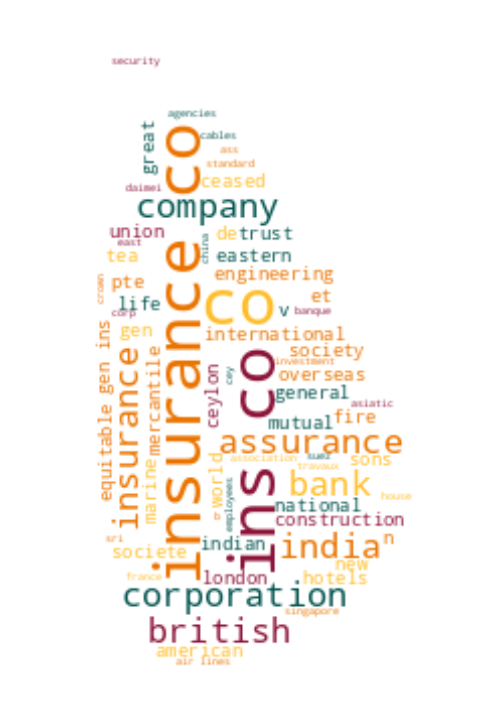 security
agencies
great
co
cables
ass
standard
daimei
ceased
company
union
de
trust
east
china
tea
eastern
engineering
crown
pte
insurance
co
et
life
v
banque
corp
gen
international
society
investment
equitable gen ins
insurance
mercantile
ceylon
cey
ins co
overseas
general
asiatic
mutual
fire
assurance
marine
world
association
suez
sons
travaux
bank
employees
house
national
construction
sri
societe
indian
india
n
new
france
london
hotels
corporation
singapore
british
american
air lines